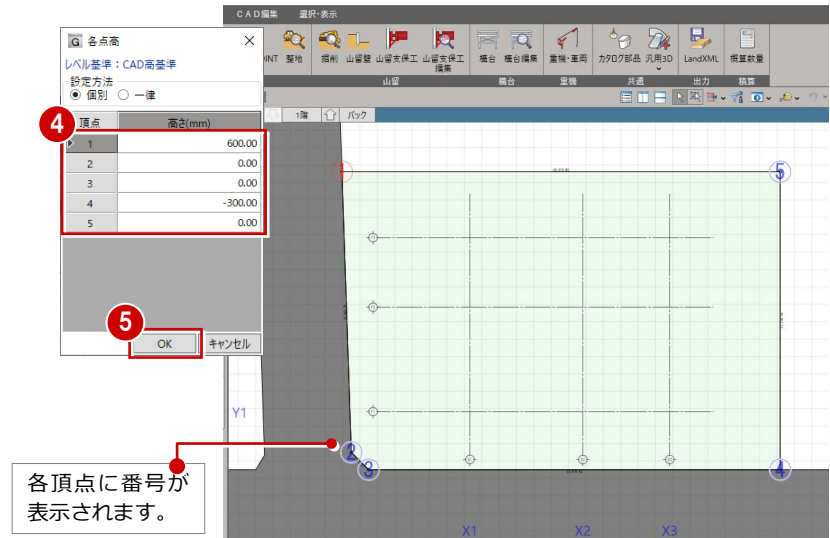 CAD編集 選択・表示
G 各点高 ×
レベル基準：CAD高基準
設定方法
個別 一律
頂点 高さ(mm)
1 600.00
2 0.00
3 0.00
4 -300.00
5 0.00
OK キャンセル
4
5
INT 整地 掘削 山留壁 山留支保工 山留支保工編集 構台 構台編集 重機・車両 カタログ部品 汎用3D LandXML 概算数量
山留 構台 重機 共通 出力 積算
1階 バック
1
5
2
3
4
Y1
X1 X2 X3
各頂点に番号が
表示されます。